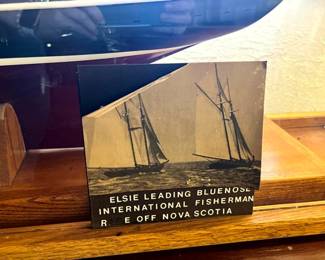 ELSIE LEADING BLUENOSE
INTERNATIONAL FISHERMAN
R E OFF NOVA SCOTIA